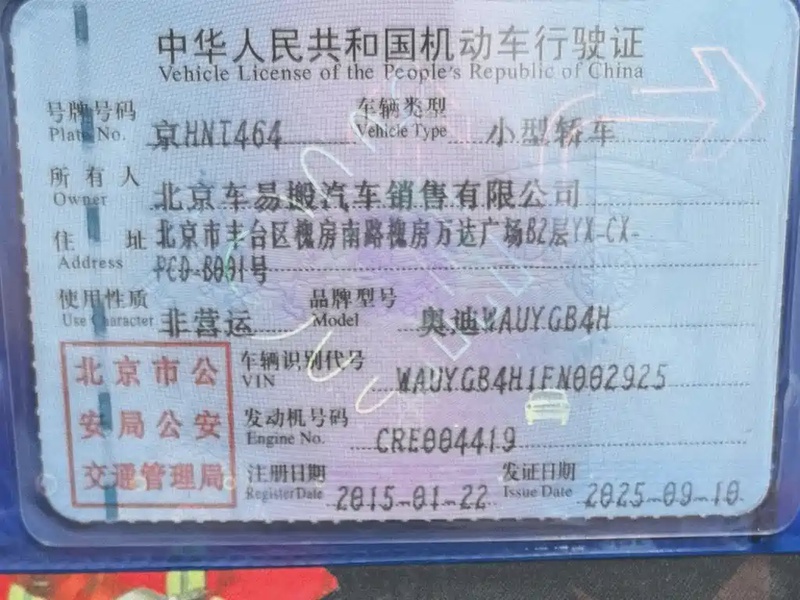 中华人民共和国机动车行驶证
Vehicle License of the People's Republic of China
号牌号码 京HNT464 车辆类型 小型轿车
Plate No. Vehicle Type
所有人 北京车易搬汽车销售有限公司
Owner
住址 北京市丰台区槐房南路槐房万达广场B2层YX-CX-
Address PCD-B001号
使用性质 非营运 品牌型号 奥迪WAUYGB4H
Use Character Model
北京市公
安局公安
交通管理局
车辆识别代号 WAUYGB4H1FN002925
VIN
发动机号码 CRE004419
Engine No.
注册日期 2015-01-22 发证日期 2025-09-10
Register Date Issue Date